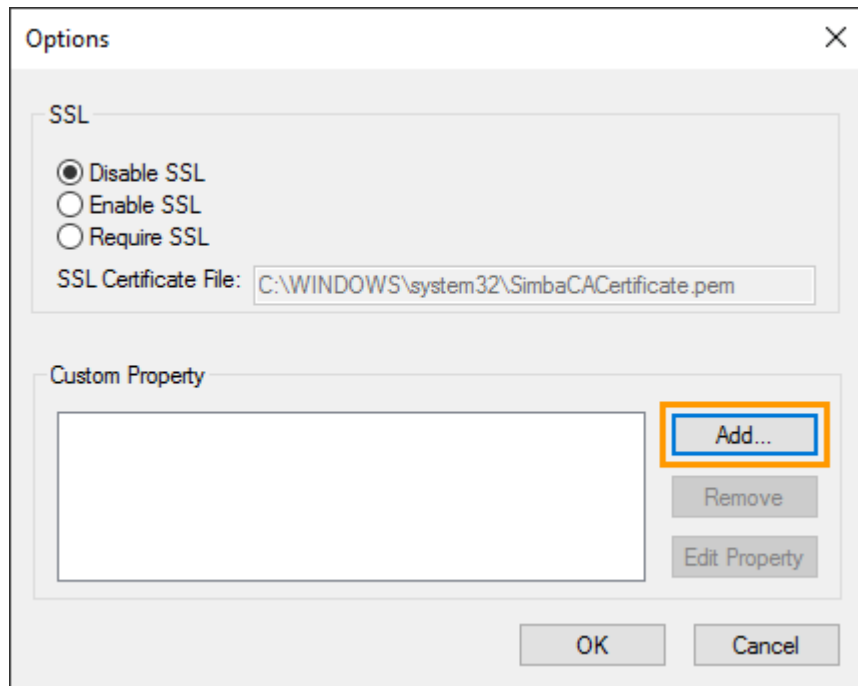 Options
SSL
Disable SSL
Enable SSL
Require SSL
SSL Certificate File: C:\WINDOWS\system32\SimbaCACertificate.pem
Custom Property
Add...
Remove
Edit Property
OK Cancel